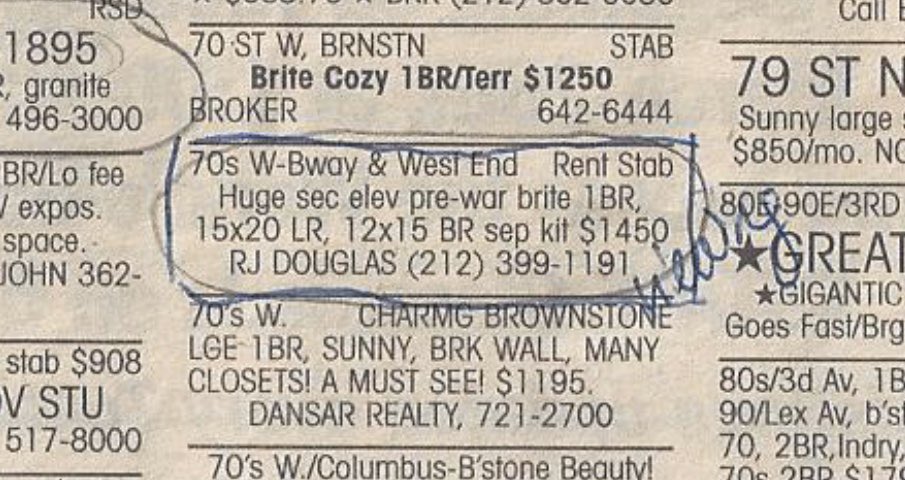 RSD
1895
granite
496-3000
BR/Lo fee
expos.
space.
JOHN 362-
stab $908
STU
517-8000
70 ST W, BRNSTN STAB
Brite Cozy 1BR/Terr $1250
BROKER 642-6444
70s W-Bway & West End Rent Stab
Huge sec elev pre-war brite 1BR,
15x20 LR, 12x15 BR sep kit $1450
RJ DOUGLAS (212) 399-1191
70's W. CHARMG BROWNSTONE
LGE 1BR, SUNNY, BRK WALL, MANY
CLOSETS! A MUST SEE! $1195.
DANSAR REALTY, 721-2700
70's W./Columbus-B'stone Beauty!
Call
79 ST
Sunny large
$850/mo.
90E/3RD
★GREAT
★GIGANTIC
Goes Fast/Brg
80s/3d Av, 1B
90/Lex Av, b'st
70, 2BR,lndry,
70s 2BR